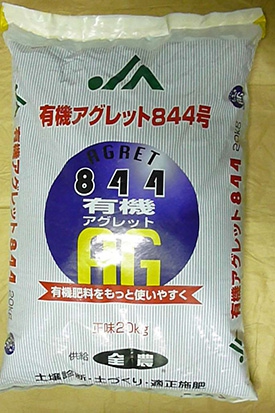 JA
有機アグレット844号
AGRET
844
有機
アグレット
AG
有機肥料をもっと使いやすく
正味20kg
供給 全農
土壌診断・土づくり・適正施肥
アグレット844
20kg
20kg